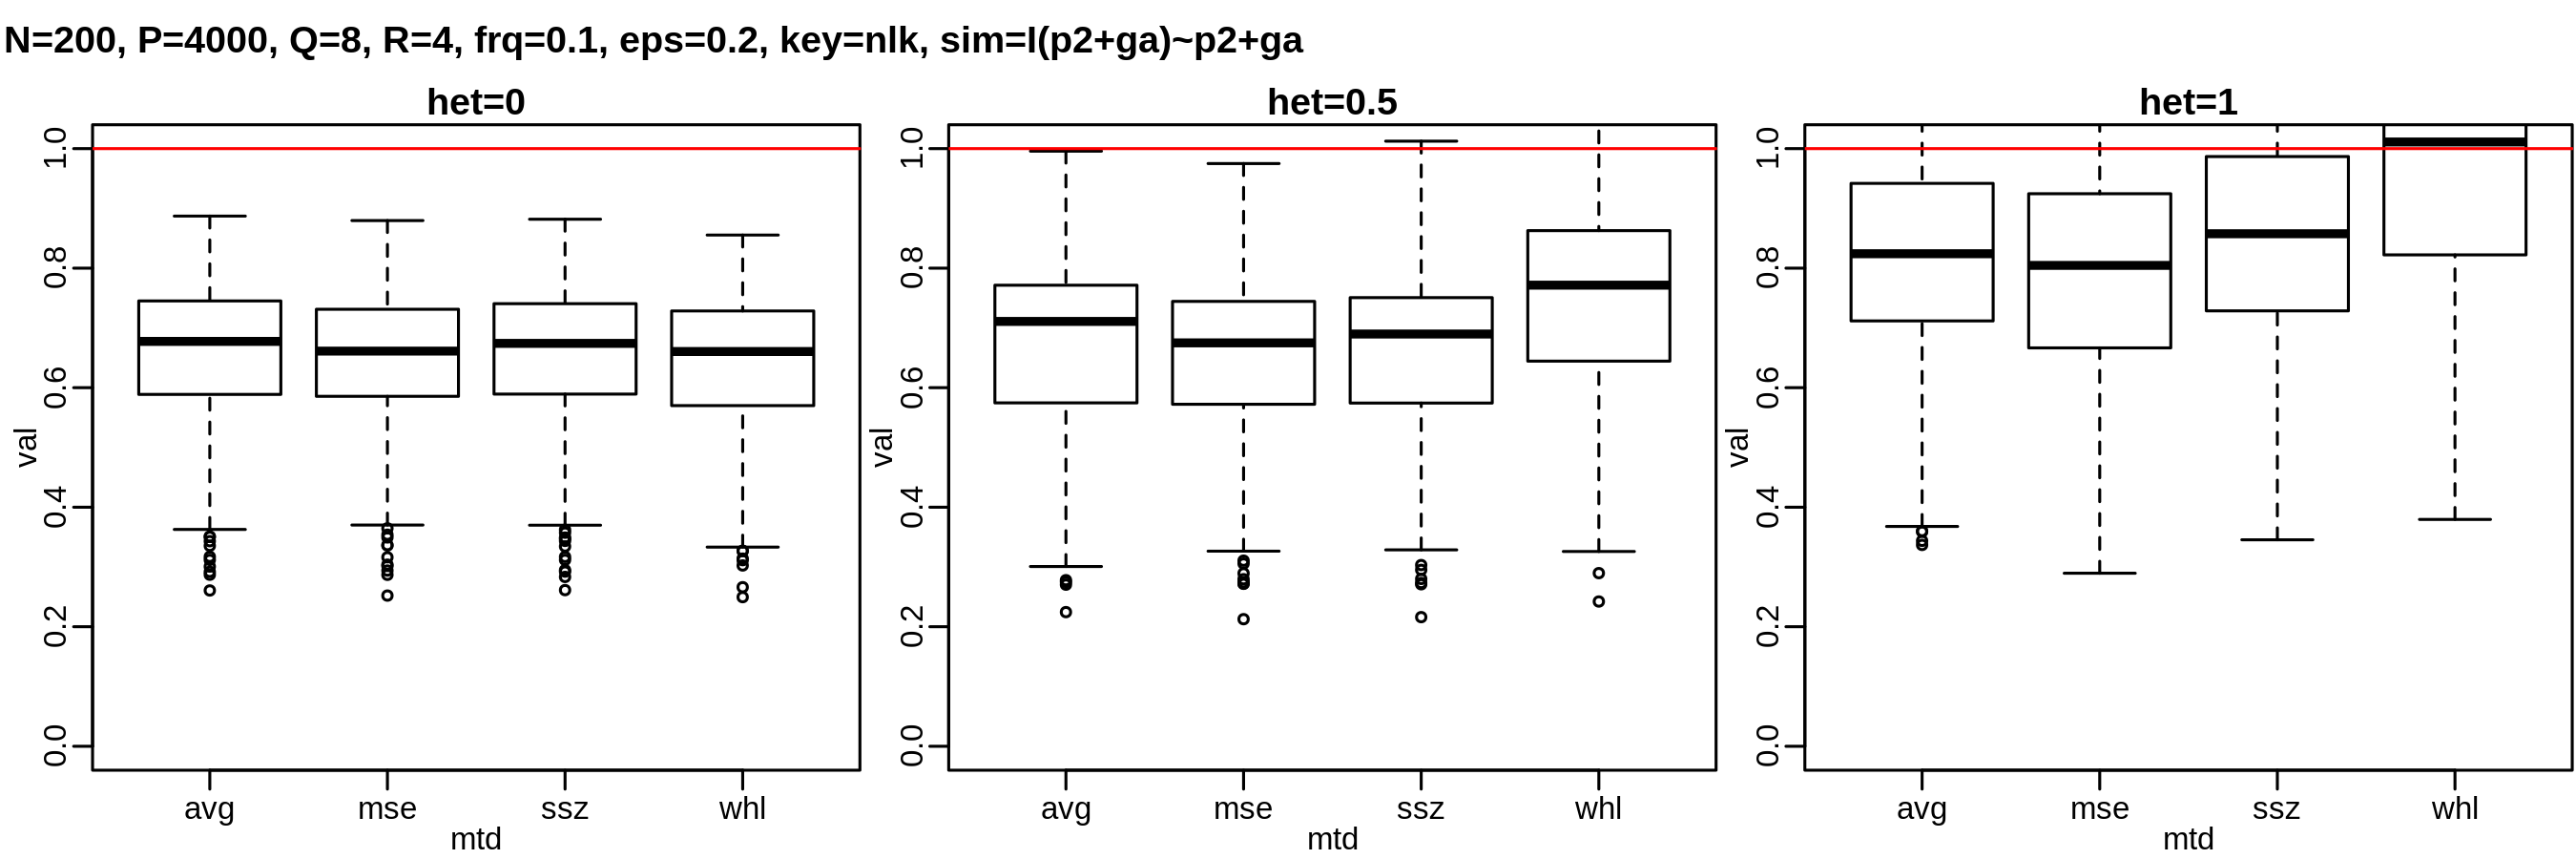 N=200, P=4000, Q=8, R=4, frq=0.1, eps=0.2, key=nlk, sim=I(p2+ga)~p2+ga
het=0
val
1.0
0.8
0.6
0.4
0.2
0.0
avg mse ssz whl
mtd
het=0.5
val
1.0
0.8
0.6
0.4
0.2
0.0
avg mse ssz whl
mtd
het=1
val
1.0
0.8
0.6
0.4
0.2
0.0
avg mse ssz whl
mtd